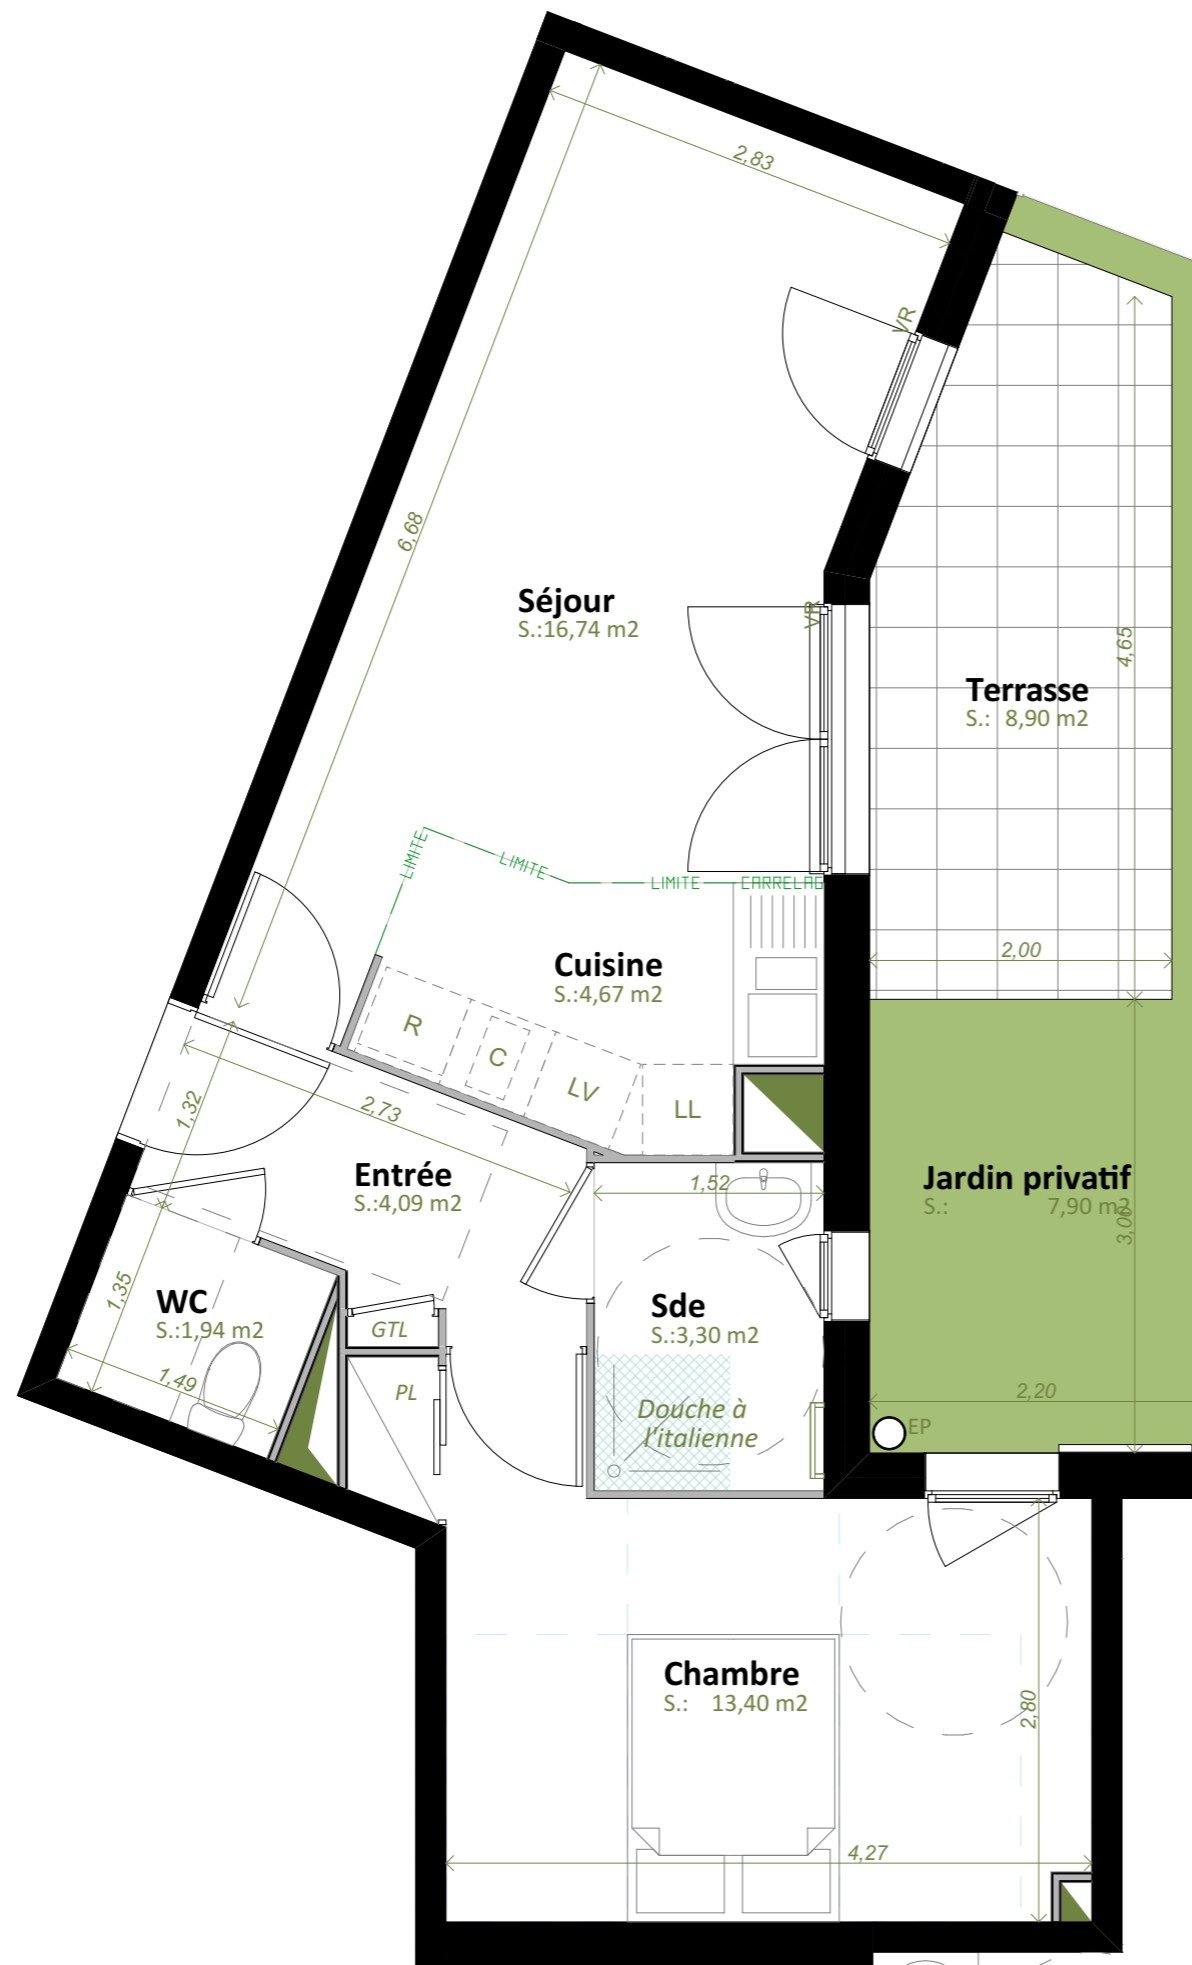 2,83
VR
6,68
Séjour
S.:16,74 m2
VR
4,65
Terrasse
S.: 8,90 m2
LIMITE
LIMITE
LIMITE
CARRELAG
2,00
Cuisine
S.:4,67 m2
R
C
LV
LL
1,32
2,73
Entrée
S.:4,09 m2
1,52
Jardin privatif
S.: 7,90 m2
3,00
1,35
WC
S.:1,94 m2
GTL
Sde
S.:3,30 m2
1,49
PL
2,20
Douche à
l'italienne
EP
Chambre
S.: 13,40 m2
2,80
4,27